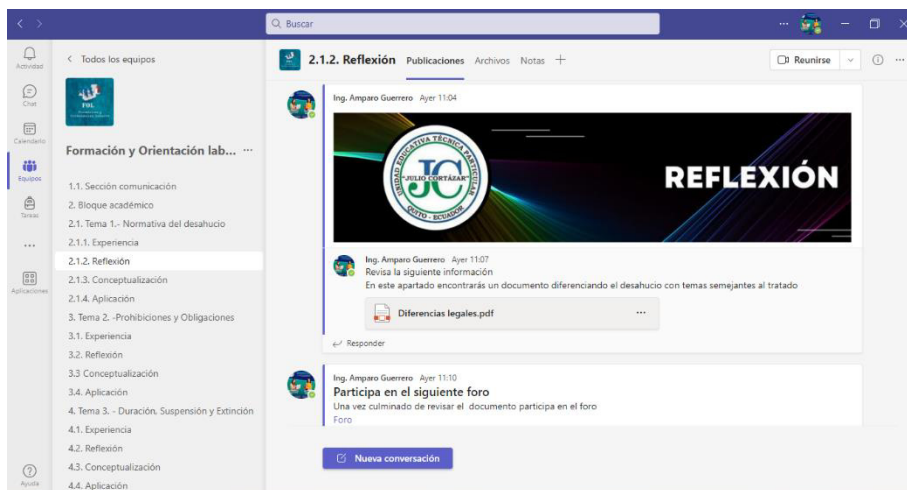 Buscar
Actividad
Chat
Calendario
Equipos
Tareas
Aplicaciones
Ayuda
Todos los equipos
FOL
Formación y Orientación lab...
1.1. Sección comunicación
2. Bloque académico
2.1. Tema 1.- Normativa del desahucio
2.1.1. Experiencia
2.1.2. Reflexión
2.1.3. Conceptualización
2.1.4. Aplicación
3. Tema 2. -Prohibiciones y Obligaciones
3.1. Experiencia
3.2. Reflexión
3.3 Conceptualización
3.4. Aplicación
4. Tema 3. - Duración, Suspensión y Extinción
4.1. Experiencia
4.2. Reflexión
4.3. Conceptualización
4.4. Aplicación
2.1.2. Reflexión Publicaciones Archivos Notas
Reunirse
Ing. Amparo Guerrero Ayer 11:04
UNIDAD EDUCATIVA TÉCNICA PARTICULAR
JC
"JULIO CORTÁZAR"
QUITO - ECUADOR
REFLEXIÓN
Ing. Amparo Guerrero Ayer 11:07
Revisa la siguiente información
En este apartado encontrarás un documento diferenciando el desahucio con temas semejantes al tratado
Diferencias legales.pdf
Responder
Ing. Amparo Guerrero Ayer 11:10
Participa en el siguiente foro
Una vez culminado de revisar el documento participa en el foro
Foro
Nueva conversación